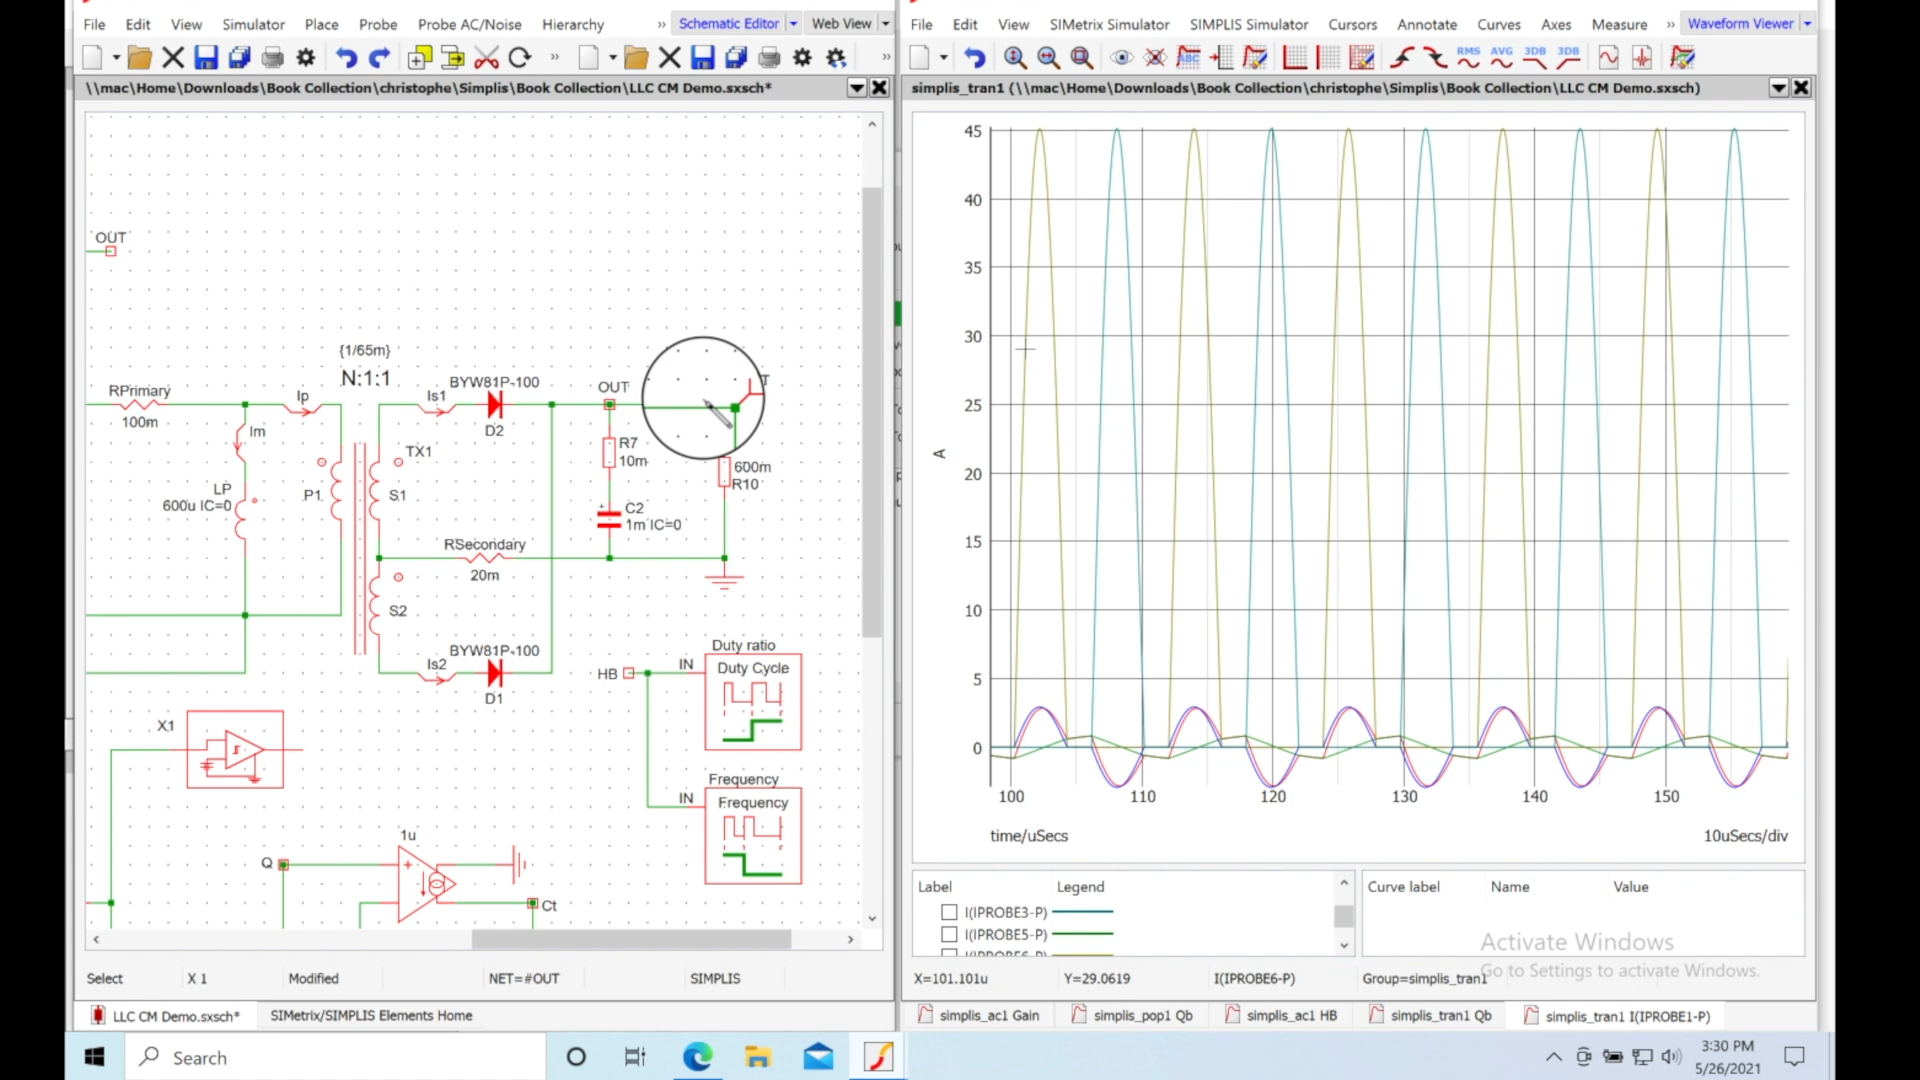 File Edit View Simulator Place Probe Probe AC/Noise Hierarchy » Schematic Editor Web View
File Edit View SIMetrix Simulator SIMPLIS Simulator Cursors Annotate Curves Axes Measure » Waveform Viewer
RMS AVG 3DB 3DB
ABC
\\mac\Home\Downloads\Book Collection\christophe\Simplis\Book Collection\LLC CM Demo.sxsch*
simplis_tran1 (\\mac\Home\Downloads\Book Collection\christophe\Simplis\Book Collection\LLC CM Demo.sxsch)
OUT
{1/65m}
N:1:1
RPrimary
100m
Ip
Is1
BYW81P-100
D2
OUT
Im
TX1
R7
10m
600m
R10
LP
600u IC=0
P1
S1
C2
1m IC=0
RSecondary
20m
S2
Is2
BYW81P-100
D1
HB
IN
Duty ratio
Duty Cycle
X1
Frequency
IN
Frequency
1u
Q
Ct
45
40
35
30
25
20
15
10
5
0
A
100 110 120 130 140 150
time/uSecs
10uSecs/div
Label Legend
I(IPROBE3-P)
I(IPROBE5-P)
Curve label Name Value
Activate Windows
Go to Settings to activate Windows.
Select X 1 Modified NET=#OUT SIMPLIS
X=101.101u Y=29.0619 I(IPROBE6-P) Group=simplis_tran1
LLC CM Demo.sxsch* SIMetrix/SIMPLIS Elements Home
simplis_ac1 Gain simplis_pop1 Qb simplis_ac1 HB simplis_tran1 Qb simplis_tran1 I(IPROBE1-P)
Search
3:30 PM
5/26/2021